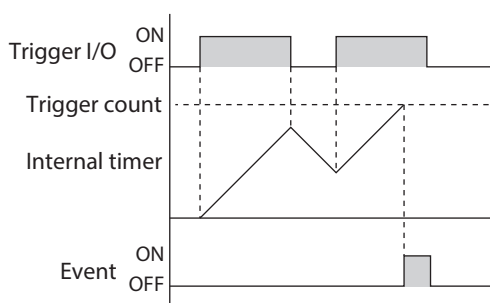 ON
Trigger I/O
OFF
Trigger count
Internal timer
ON
Event
OFF